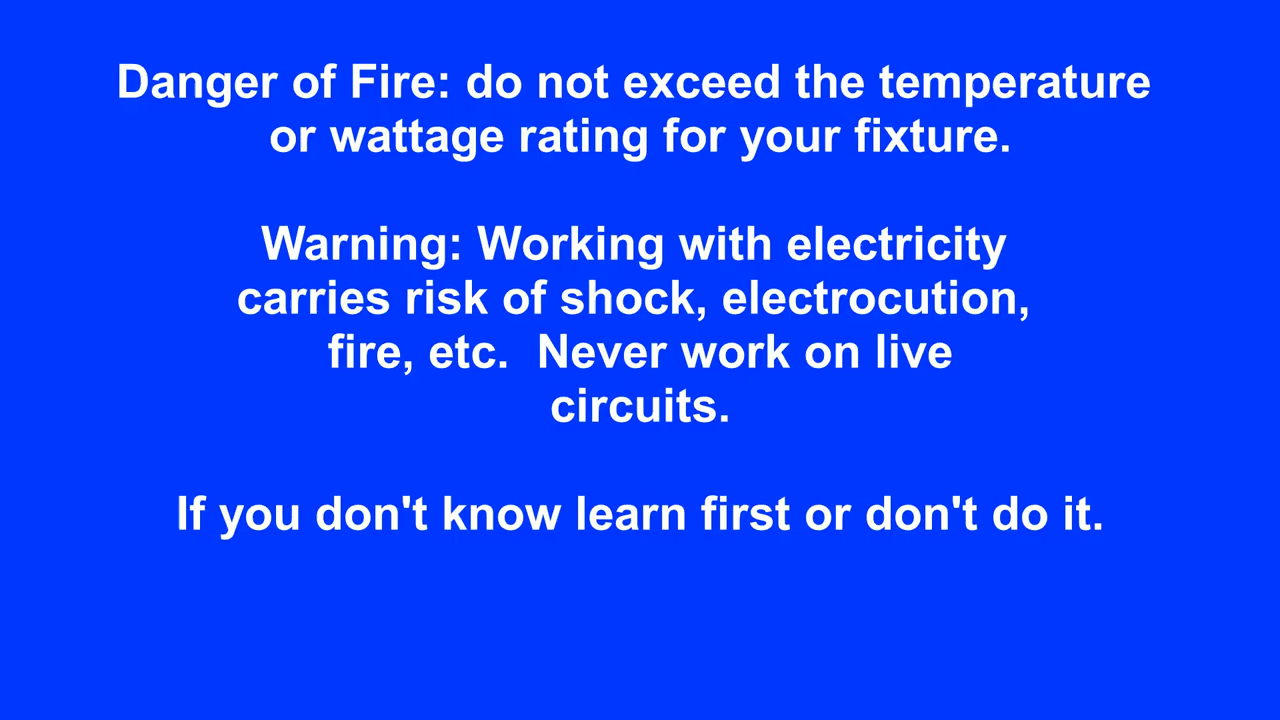 Danger of Fire: do not exceed the temperature
or wattage rating for your fixture.
Warning: Working with electricity
carries risk of shock, electrocution,
fire, etc.  Never work on live
circuits.
If you don't know learn first or don't do it.